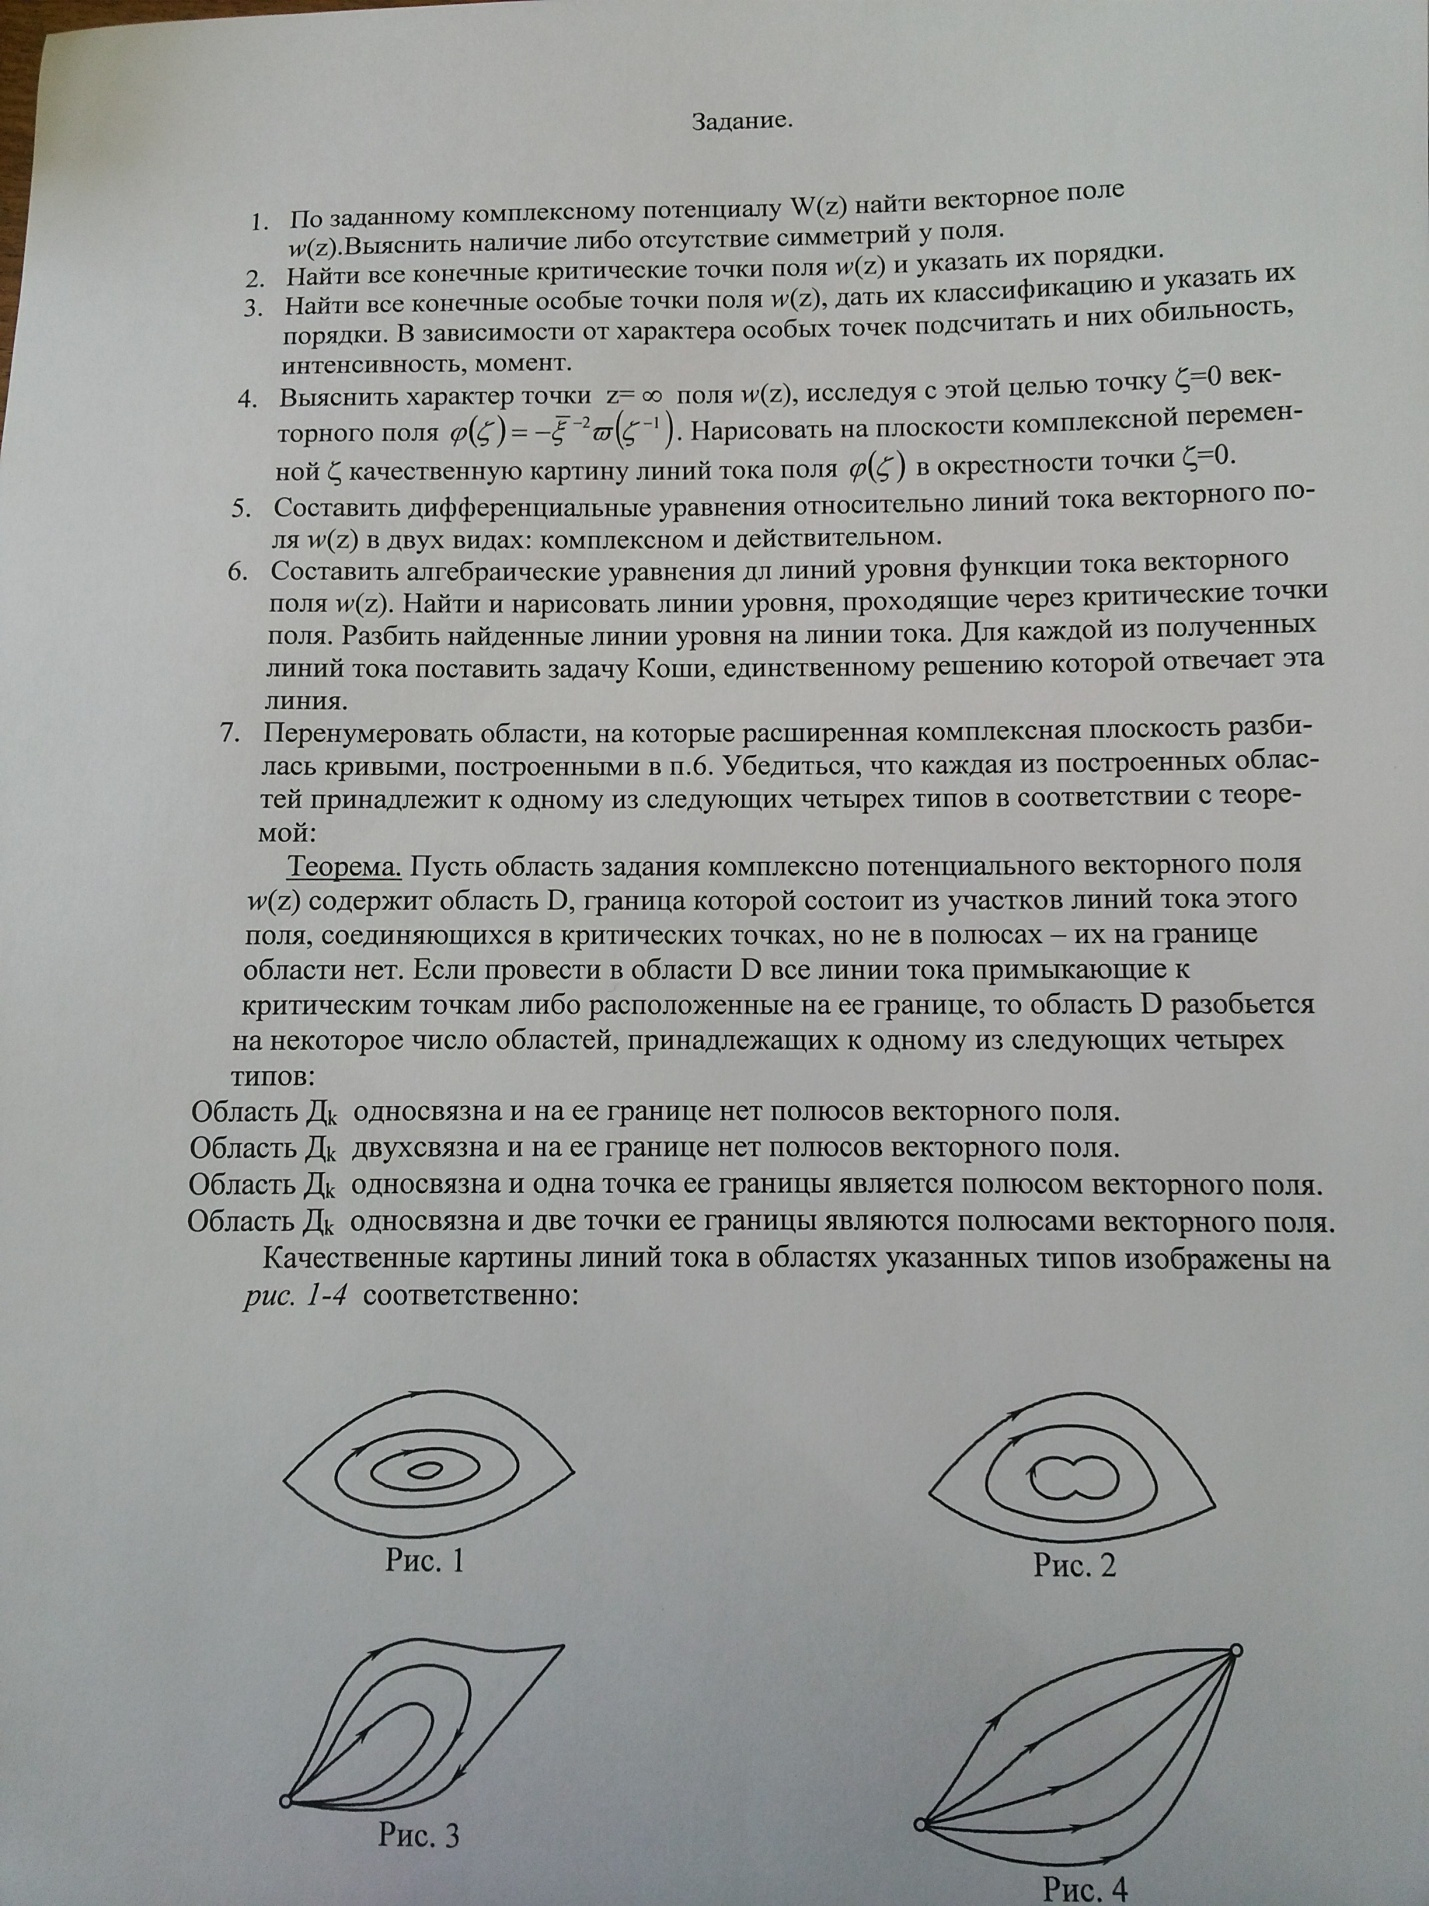 Задание.
1. По заданному комплексному потенциалу W(z) найти векторное поле
w(z).Выяснить наличие либо отсутствие симметрий у поля.
2. Найти все конечные критические точки поля w(z) и указать их порядки.
3. Найти все конечные особые точки поля w(z), дать их классификацию и указать их
порядки. В зависимости от характера особых точек подсчитать и них обильность,
интенсивность, момент.
4. Выяснить характер точки z= ∞ поля w(z), исследуя с этой целью точку ζ=0 век-
торного поля φ(ζ) = −ξ̅ ⁻²ϖ(ζ⁻¹). Нарисовать на плоскости комплексной перемен-
ной ζ качественную картину линий тока поля φ(ζ) в окрестности точки ζ=0.
5. Составить дифференциальные уравнения относительно линий тока векторного по-
ля w(z) в двух видах: комплексном и действительном.
6. Составить алгебраические уравнения дл линий уровня функции тока векторного
поля w(z). Найти и нарисовать линии уровня, проходящие через критические точки
поля. Разбить найденные линии уровня на линии тока. Для каждой из полученных
линий тока поставить задачу Коши, единственному решению которой отвечает эта
линия.
7. Перенумеровать области, на которые расширенная комплексная плоскость разби-
лась кривыми, построенными в п.6. Убедиться, что каждая из построенных облас-
тей принадлежит к одному из следующих четырех типов в соответствии с теоре-
мой:
Теорема. Пусть область задания комплексно потенциального векторного поля
w(z) содержит область D, граница которой состоит из участков линий тока этого
поля, соединяющихся в критических точках, но не в полюсах – их на границе
области нет. Если провести в области D все линии тока примыкающие к
критическим точкам либо расположенные на ее границе, то область D разобьется
на некоторое число областей, принадлежащих к одному из следующих четырех
типов:
Область Дk односвязна и на ее границе нет полюсов векторного поля.
Область Дk двухсвязна и на ее границе нет полюсов векторного поля.
Область Дk односвязна и одна точка ее границы является полюсом векторного поля.
Область Дk односвязна и две точки ее границы являются полюсами векторного поля.
Качественные картины линий тока в областях указанных типов изображены на
рис. 1-4 соответственно:
Рис. 1
Рис. 2
Рис. 3
Рис. 4